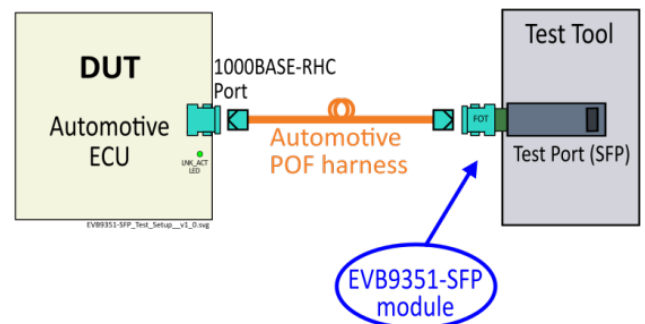 DUT
Automotive
ECU
LNK_ACT
LED
EVB9351-SFP_Test_Setup__v1_0.svg
1000BASE-RHC
Port
Automotive
POF harness
FOT
Test Tool
Test Port (SFP)
EVB9351-SFP
module